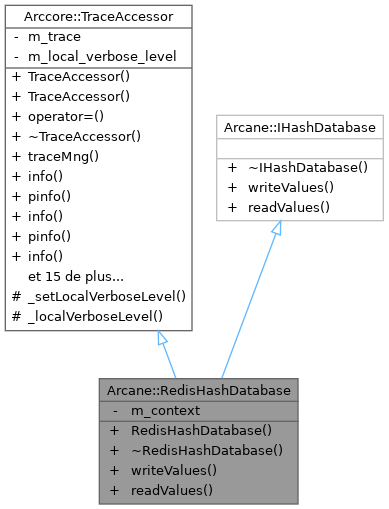 Arccore::TraceAccessor
- m_trace
- m_local_verbose_level
+ TraceAccessor()
+ TraceAccessor()
+ operator=()
+ ~TraceAccessor()
+ traceMng()
+ info()
+ pinfo()
+ info()
+ pinfo()
+ info()
et 15 de plus...
# _setLocalVerboseLevel()
# _localVerboseLevel()
Arcane::IHashDatabase
+ ~IHashDatabase()
+ writeValues()
+ readValues()
Arcane::RedisHashDatabase
- m_context
+ RedisHashDatabase()
+ ~RedisHashDatabase()
+ writeValues()
+ readValues()